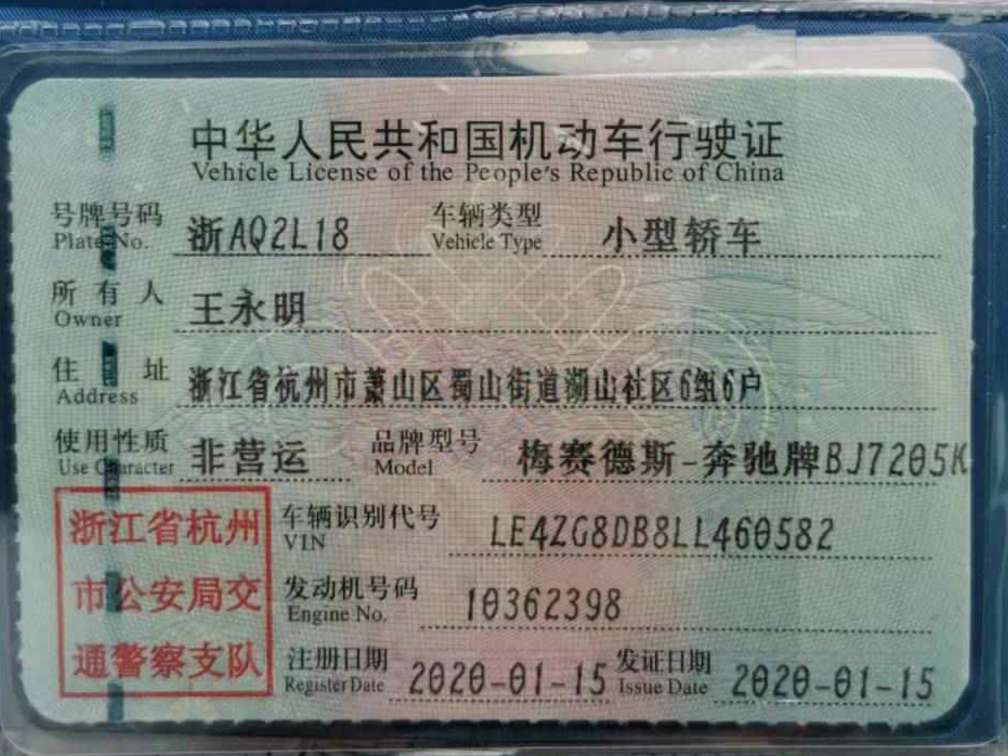 中华人民共和国机动车行驶证
Vehicle License of the People's Republic of China
号牌号码 浙AQ2L18 车辆类型 小型轿车
Plate No. Vehicle Type
所有人 王永明
Owner
住址 浙江省杭州市萧山区蜀山街道湖山社区6组6户
Address
使用性质 非营运 品牌型号 梅赛德斯-奔驰牌BJ7205K
Use Character Model
浙江省杭州 车辆识别代号 LE4ZG8DB8LL460582
VIN
市公安局交 发动机号码 10362398
Engine No.
通警察支队 注册日期 2020-01-15 发证日期 2020-01-15
Register Date Issue Date